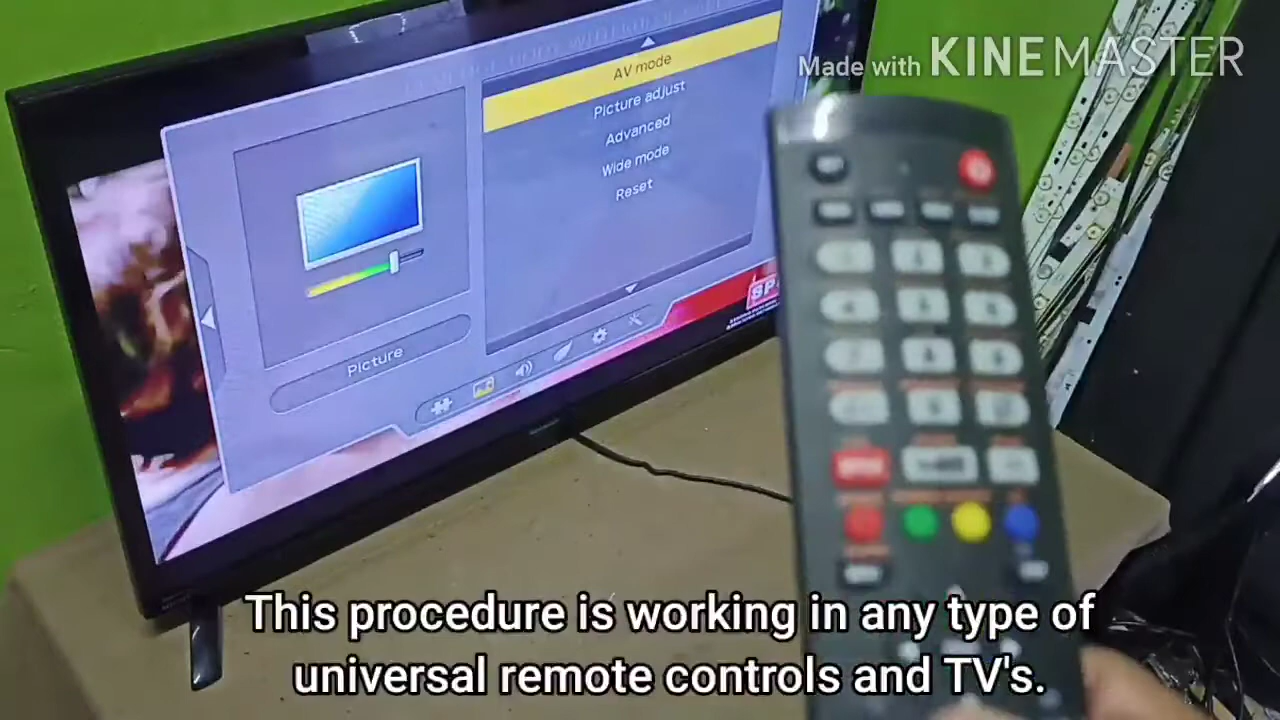 Made with KINEMASTER
AV mode
Picture adjust
Advanced
Wide mode
Reset
Picture
SP
This procedure is working in any type of
universal remote controls and TV's.